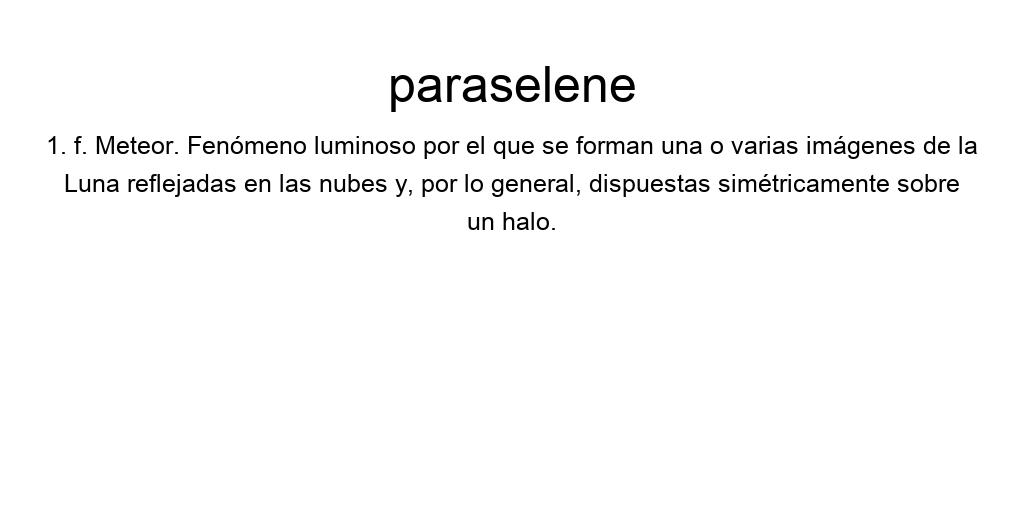 paraselene
1. f. Meteor. Fenómeno luminoso por el que se forman una o varias imágenes de la
Luna reflejadas en las nubes y, por lo general, dispuestas simétricamente sobre
un halo.